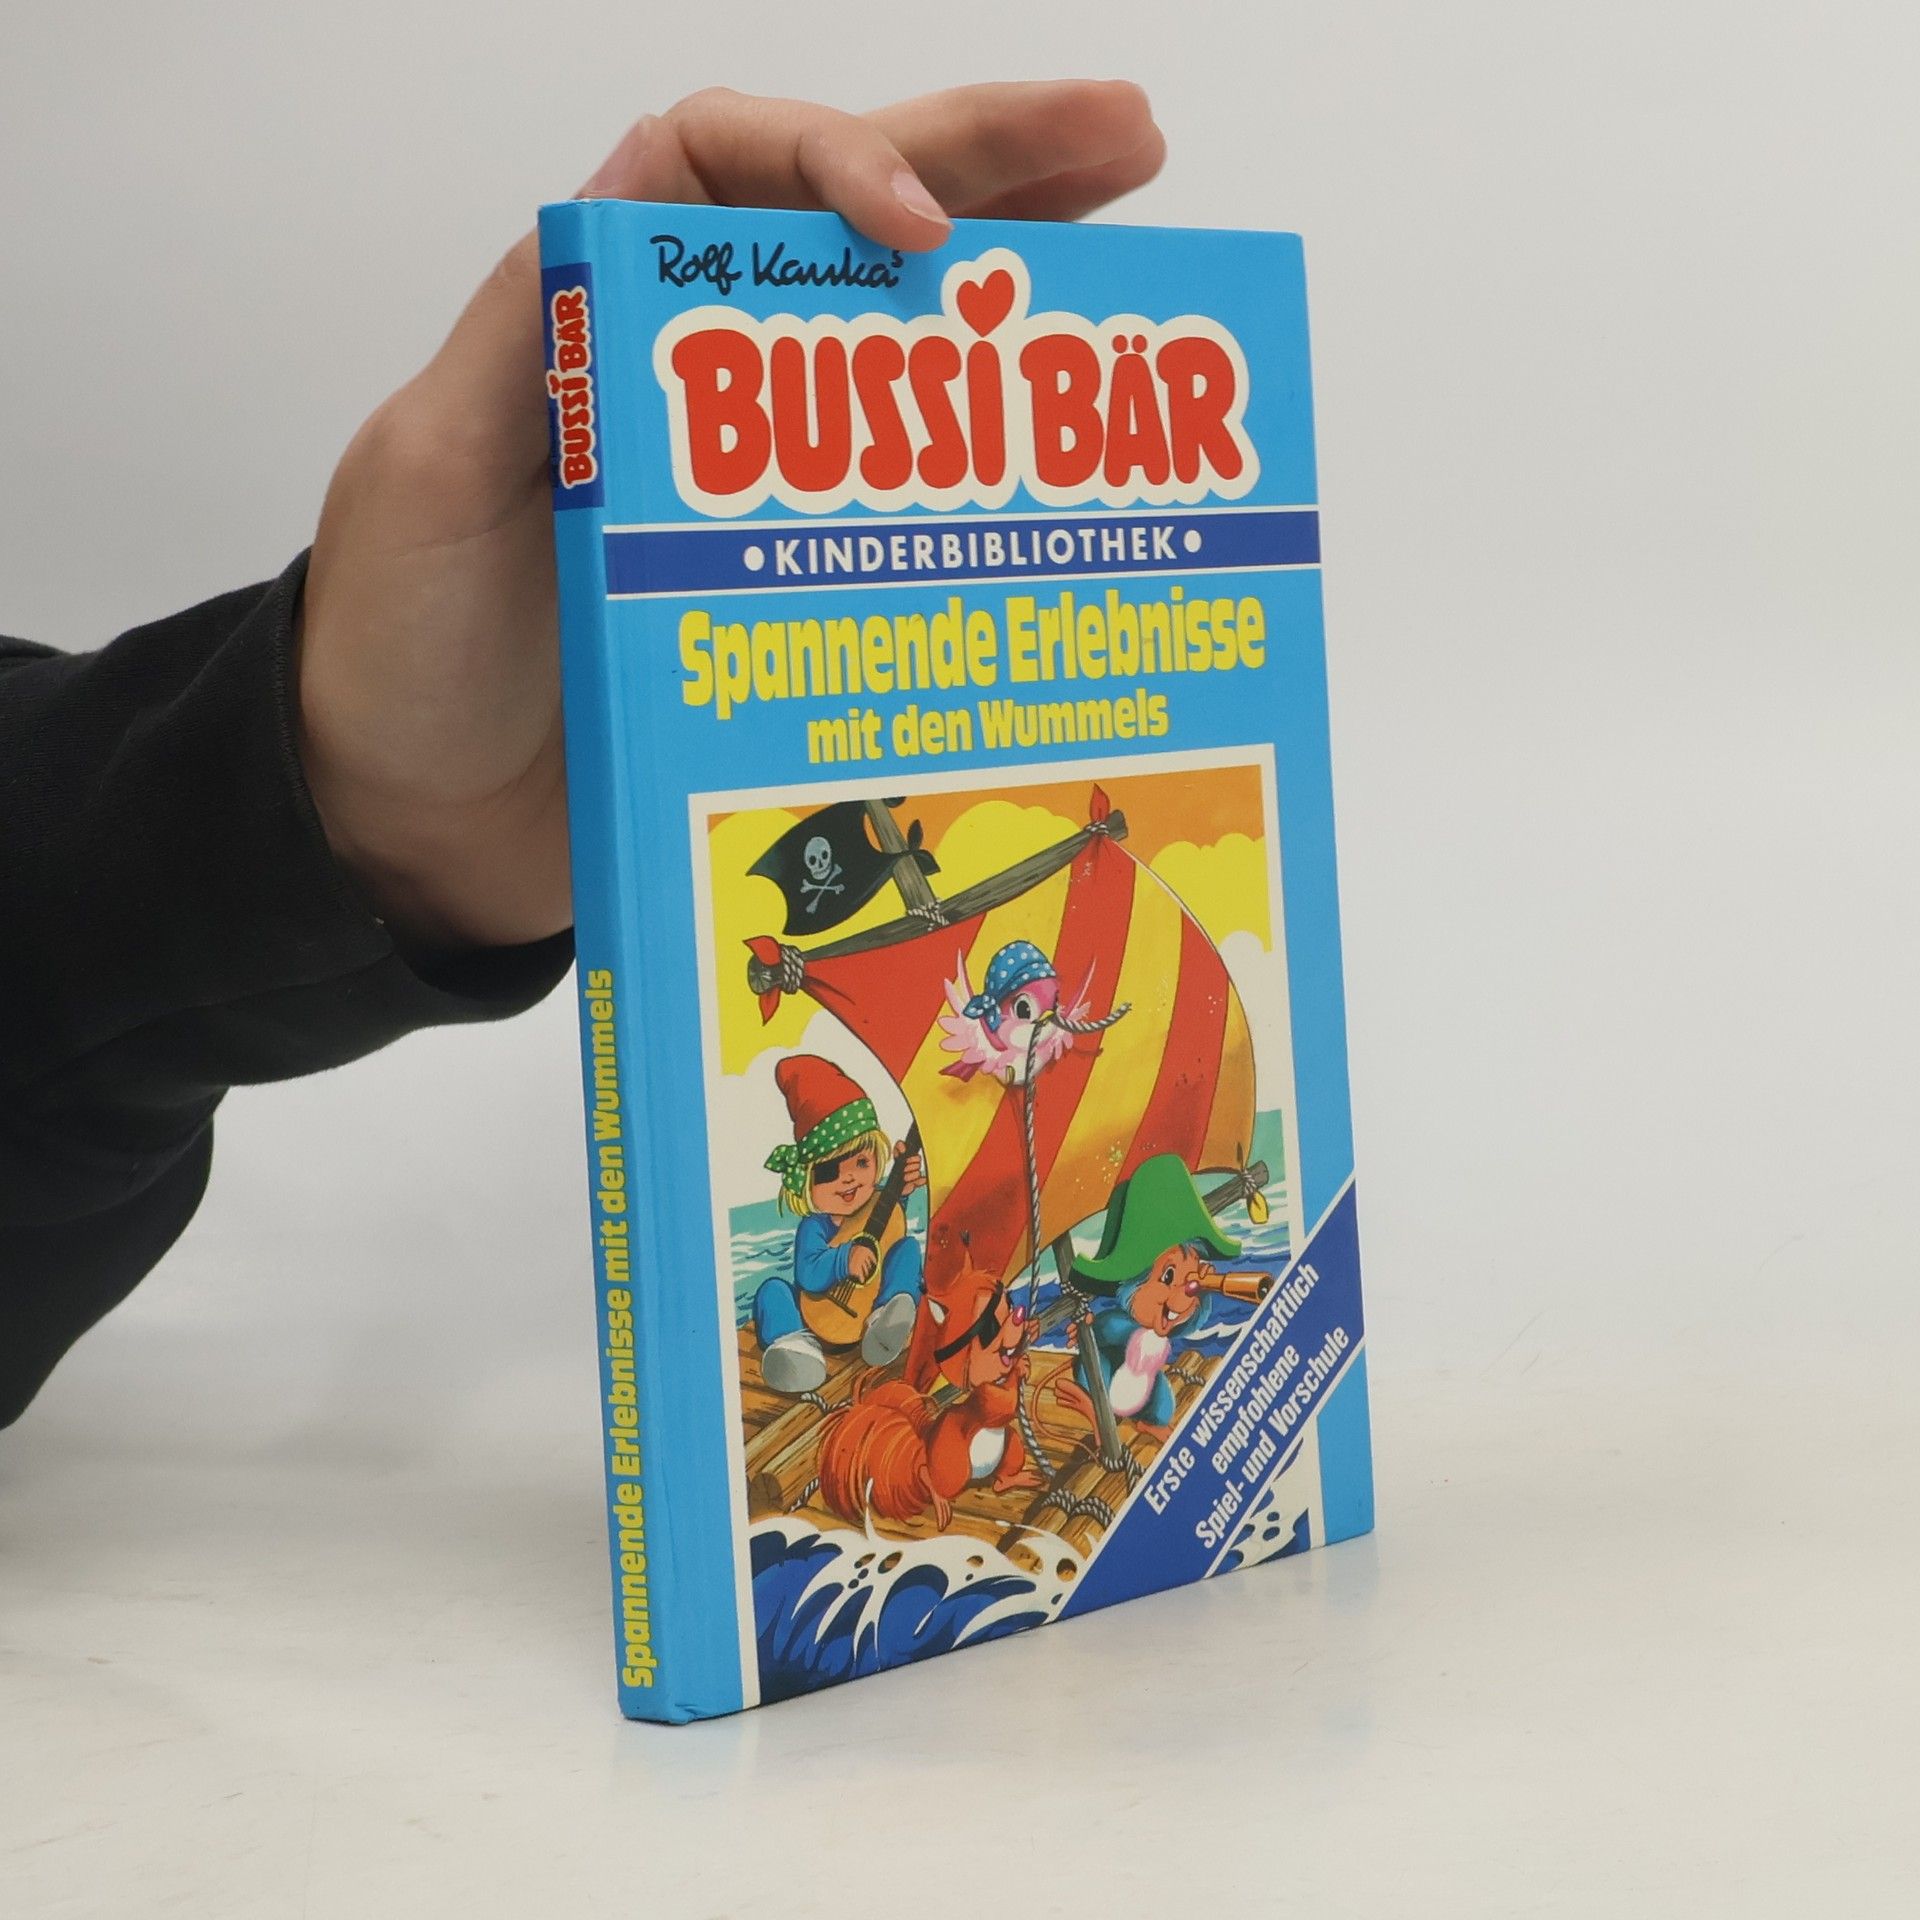 Rolf Kauka's
BUSSI BÄR
• KINDERBIBLIOTHEK •
Spannende Erlebnisse
mit den Wummels
Erste wissenschaftlich
empfohlene
Spiel- und Vorschule
BUSSI BÄR
Spannende Erlebnisse mit den Wummels